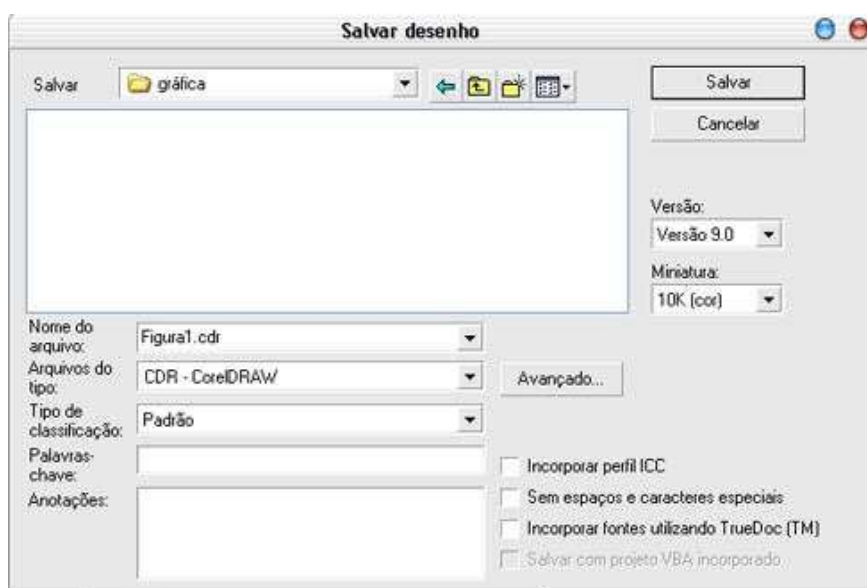 Salvar desenho
Salvar
gráfica
Salvar
Cancelar
Versão:
Versão 9.0
Miniatura:
10K (cor)
Nome do
arquivo:
Figura1.cdr
Arquivos do
tipo:
CDR - CorelDRAW
Avançado...
Tipo de
classificação:
Padrão
Palavras-
chave:
Anotações:
Incorporar perfil ICC
Sem espaços e caracteres especiais
Incorporar fontes utilizando TrueDoc (TM)
Salvar com projeto VBA incorporado